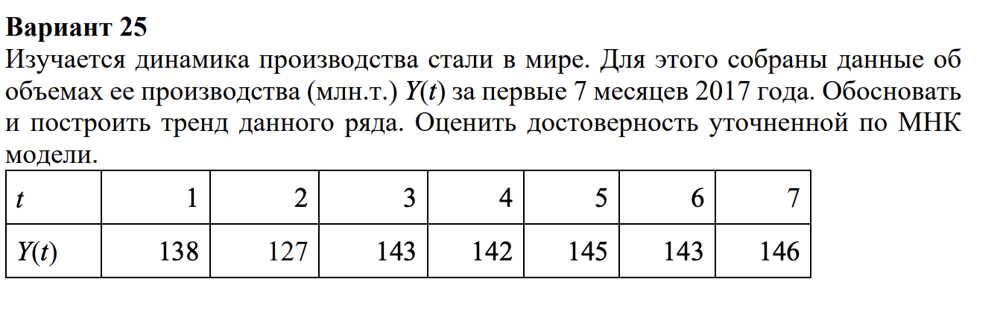 Вариант 25
Изучается динамика производства стали в мире. Для этого собраны данные об
объемах ее производства (млн.т.) Y(t) за первые 7 месяцев 2017 года. Обосновать
и построить тренд данного ряда. Оценить достоверность уточненной по МНК
модели.
t 1 2 3 4 5 6 7
Y(t) 138 127 143 142 145 143 146